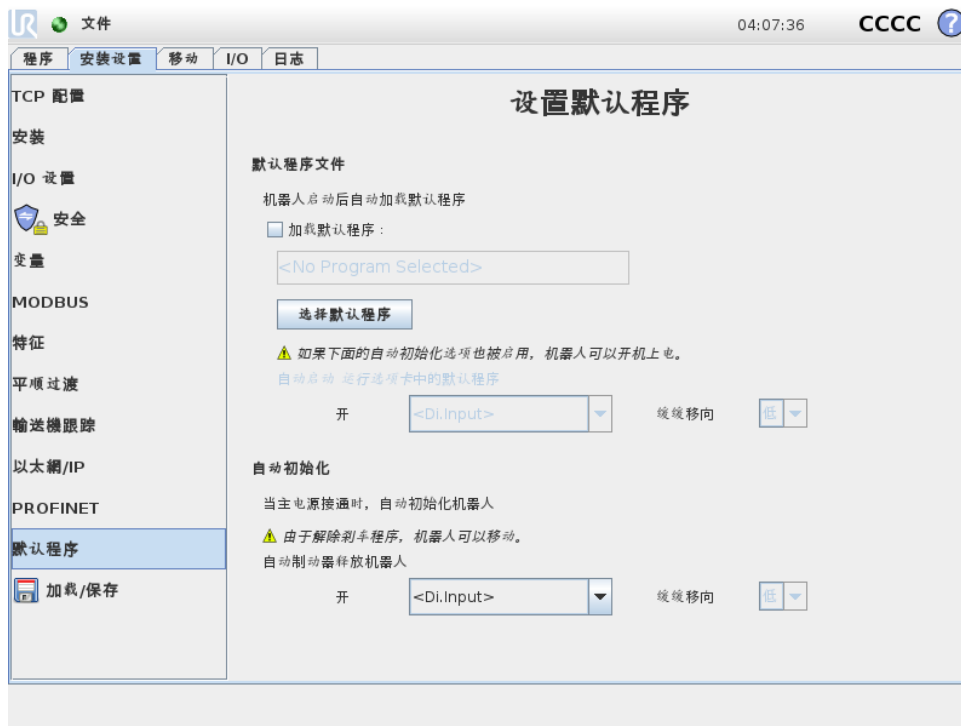 UR 文件 04:07:36 CCCC ?
程序 安装设置 移动 I/O 日志
TCP 配置
安装
I/O 设置
安全
变量
MODBUS
特征
平顺过渡
輸送機跟踪
以太網/IP
PROFINET
默认程序
加载/保存
设置默认程序
默认程序文件
机器人启动后自动加载默认程序
加载默认程序：
<No Program Selected>
选择默认程序
如果下面的自动初始化选项也被启用，机器人可以开机上电。
自动启动 运行选项卡中的默认程序
开 <Di.Input> 缓缓移向 低
自动初始化
当主电源接通时，自动初始化机器人
由于解除刹车程序，机器人可以移动。
自动制动器释放机器人
开 <Di.Input> 缓缓移向 低